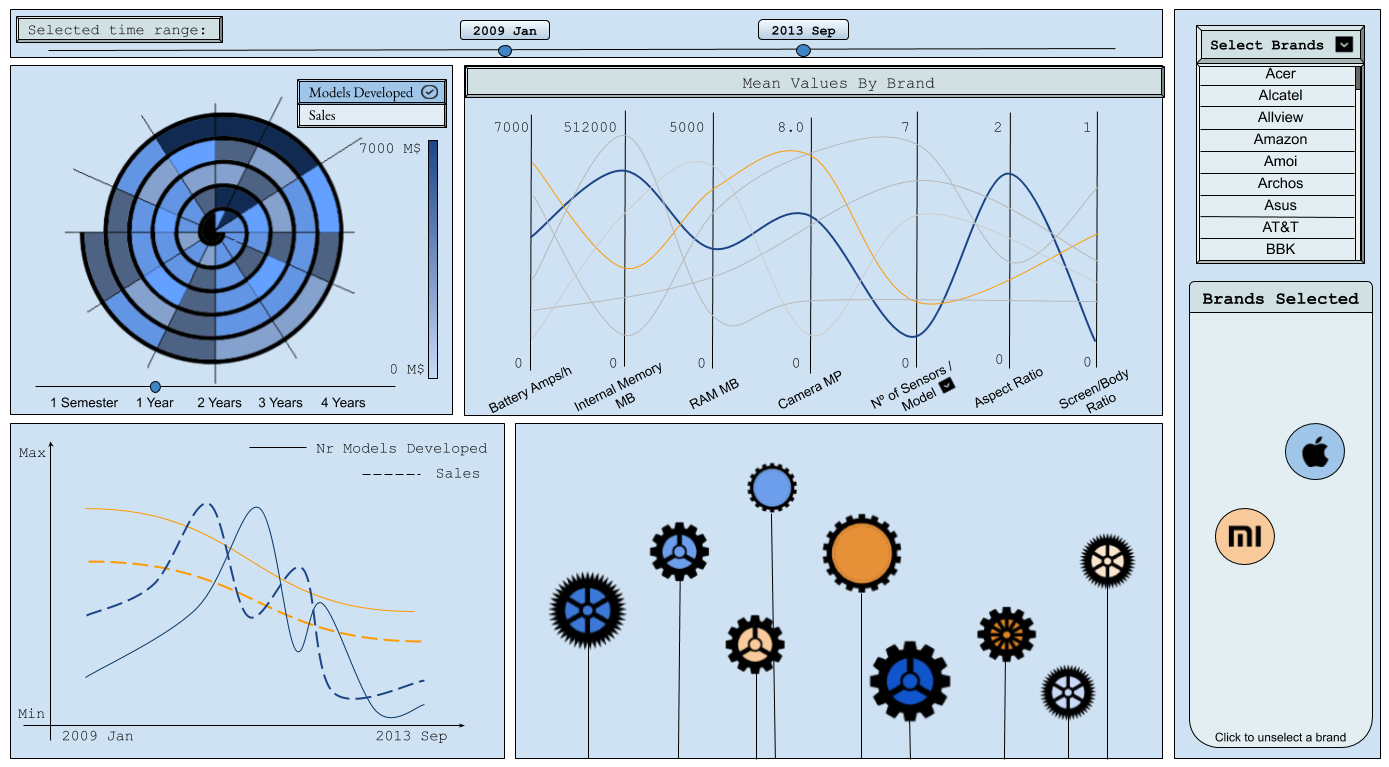 Selected time range:
2009 Jan
2013 Sep
Models Developed
Sales
7000 M$
0 M$
1 Semester
1 Year
2 Years
3 Years
4 Years
Mean Values By Brand
7000
512000
5000
8.0
7
2
1
0
0
0
0
0
0
0
Battery Amps/h
Internal Memory
MB
RAM MB
Camera MP
Nº of Sensors /
Model
Aspect Ratio
Screen/Body
Ratio
Select Brands
Acer
Alcatel
Allview
Amazon
Amoi
Archos
Asus
AT&T
BBK
Brands Selected
MI
Click to unselect a brand
Max
Nr Models Developed
Sales
Min
2009 Jan
2013 Sep